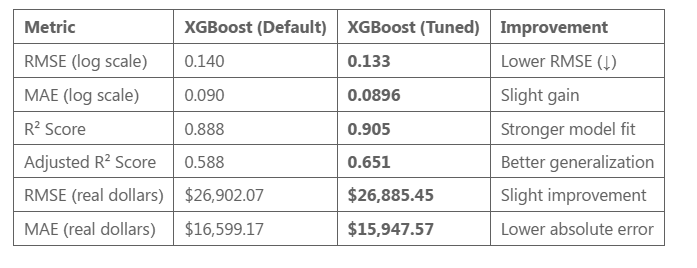 Metric XGBoost (Default) XGBoost (Tuned) Improvement
RMSE (log scale) 0.140 0.133 Lower RMSE (↓)
MAE (log scale) 0.090 0.0896 Slight gain
R² Score 0.888 0.905 Stronger model fit
Adjusted R² Score 0.588 0.651 Better generalization
RMSE (real dollars) $26,902.07 $26,885.45 Slight improvement
MAE (real dollars) $16,599.17 $15,947.57 Lower absolute error